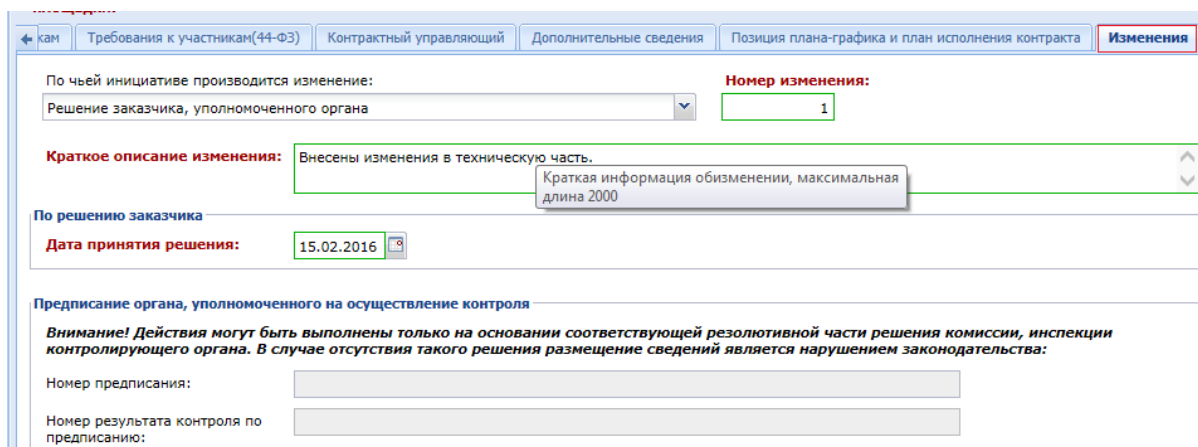 площадки:
кам Требования к участникам(44-ФЗ) Контрактный управляющий Дополнительные сведения Позиция плана-графика и план исполнения контракта Изменения
По чьей инициативе производится изменение: Номер изменения:
Решение заказчика, уполномоченного органа 1
Краткое описание изменения: Внесены изменения в техническую часть.
Краткая информация обизменении, максимальная
длина 2000
По решению заказчика
Дата принятия решения: 15.02.2016
Предписание органа, уполномоченного на осуществление контроля
Внимание! Действия могут быть выполнены только на основании соответствующей резолютивной части решения комиссии, инспекции
контролирующего органа. В случае отсутствия такого решения размещение сведений является нарушением законодательства:
Номер предписания:
Номер результата контроля по
предписанию: